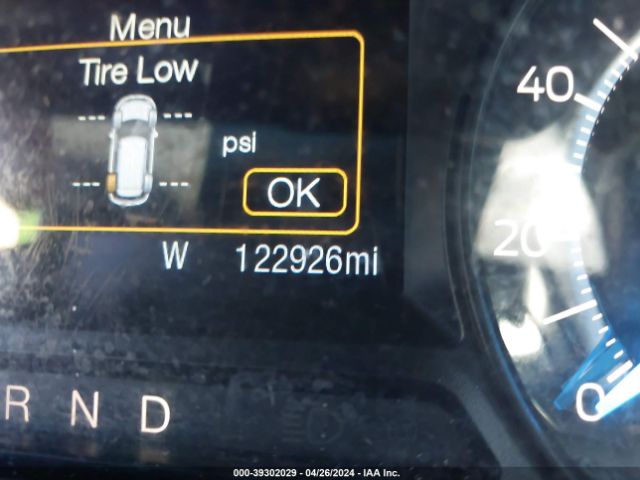 Menu
Tire Low
--- ---
psi
--- ---
OK
W 122926mi
40
20
0
R N D
000-39302029 - 04/26/2024 - IAA Inc.